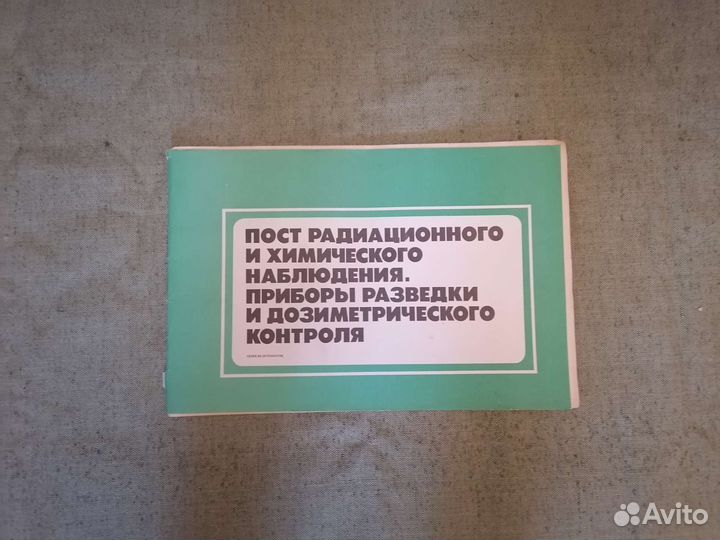 ПОСТ РАДИАЦИОННОГО
И ХИМИЧЕСКОГО
НАБЛЮДЕНИЯ.
ПРИБОРЫ РАЗВЕДКИ
И ДОЗИМЕТРИЧЕСКОГО
КОНТРОЛЯ
Avito